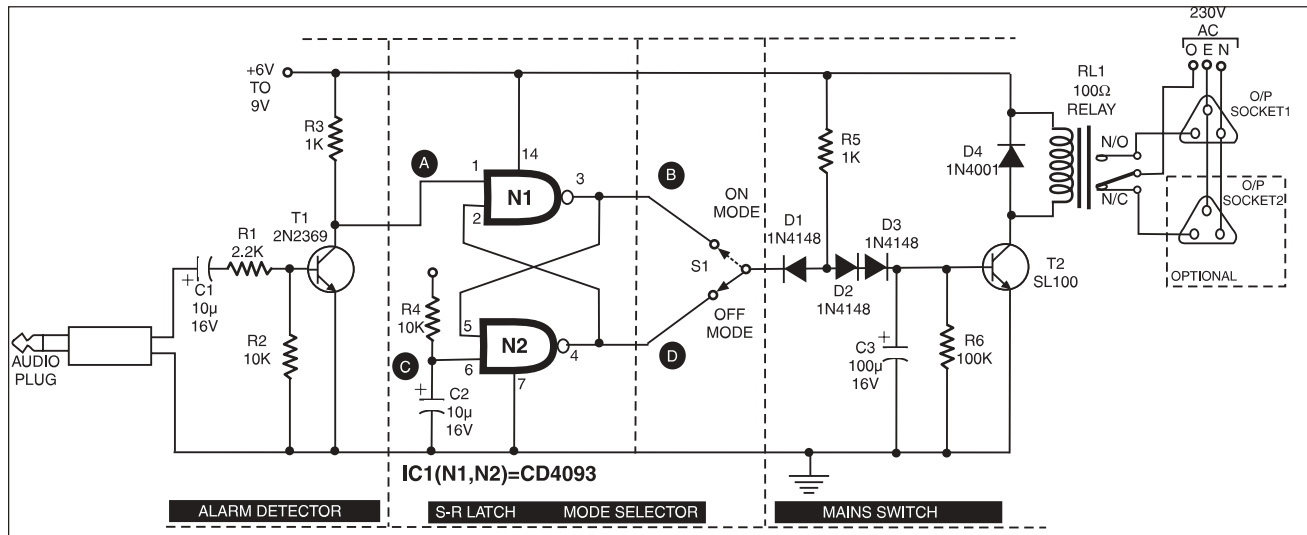 230V
AC
O E N
+6V
TO
9V
RL1
100Ω
RELAY
O/P
SOCKET1
R3
1K
A
1
14
3
B
R5
1K
D4
1N4001
N/O
N1
ON
MODE
T1
2N2369
2
N/C
O/P
SOCKET2
D1
1N4148
D3
1N4148
R1
2.2K
S1
T2
SL100
+
C1
10µ
16V
R4
10K
D2
1N4148
OPTIONAL
OFF
MODE
5
N2
4
AUDIO
PLUG
R2
10K
C
6
7
D
+
C3
100µ
16V
R6
100K
+
C2
10µ
16V
IC1(N1,N2)=CD4093
ALARM DETECTOR
S-R LATCH
MODE SELECTOR
MAINS SWITCH